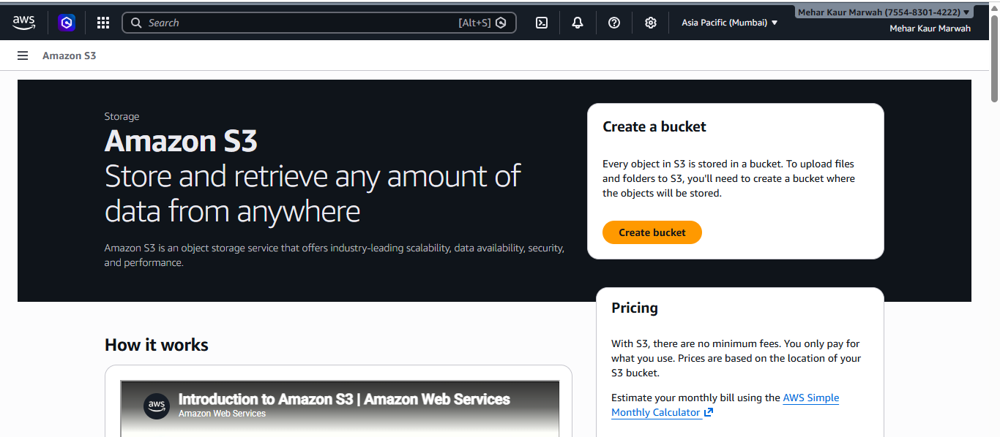 aws
Search
[Alt+S]
Asia Pacific (Mumbai)
Mehar Kaur Marwah (7554-8301-4222)
Mehar Kaur Marwah
Amazon S3
Storage
Amazon S3
Store and retrieve any amount of
data from anywhere
Amazon S3 is an object storage service that offers industry-leading scalability, data availability, security,
and performance.
Create a bucket
Every object in S3 is stored in a bucket. To upload files
and folders to S3, you'll need to create a bucket where
the objects will be stored.
Create bucket
Pricing
With S3, there are no minimum fees. You only pay for
what you use. Prices are based on the location of your
S3 bucket.
Estimate your monthly bill using the AWS Simple
Monthly Calculator
How it works
aws
Introduction to Amazon S3 | Amazon Web Services
Amazon Web Services